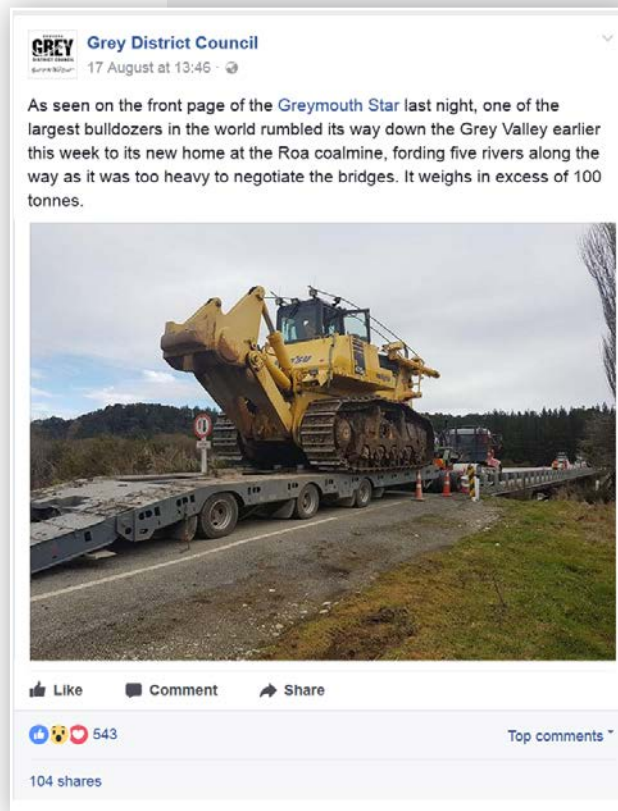 GREY
DISTRICT COUNCIL
Grey District Council
17 August at 13:46 ·
As seen on the front page of the Greymouth Star last night, one of the
largest bulldozers in the world rumbled its way down the Grey Valley earlier
this week to its new home at the Roa coalmine, fording five rivers along the
way as it was too heavy to negotiate the bridges. It weighs in excess of 100
tonnes.
Like Comment Share
543 Top comments
104 shares